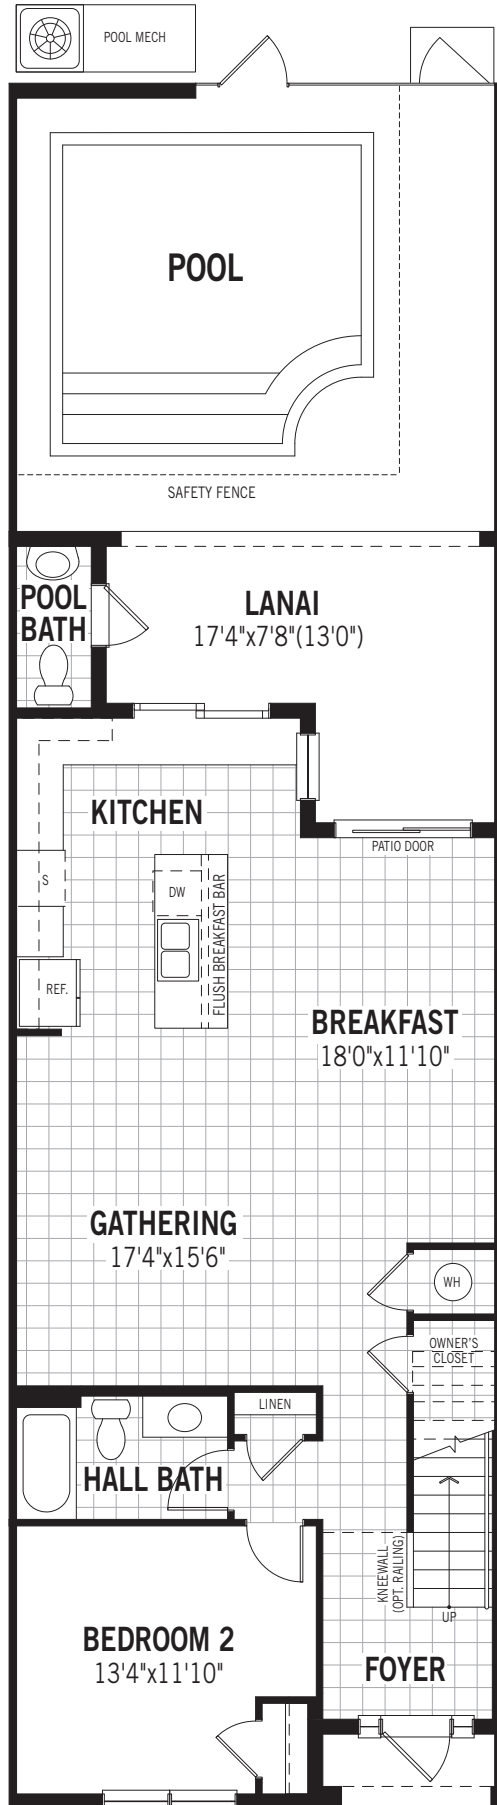 POOL MECH
POOL
SAFETY FENCE
POOL
BATH
LANAI
17'4"x7'8"(13'0")
KITCHEN
PATIO DOOR
S
DW
FLUSH BREAKFAST BAR
REF.
BREAKFAST
18'0"x11'10"
GATHERING
17'4"x15'6"
WH
OWNER'S
CLOSET
LINEN
HALL BATH
KNEEWALL
(OPT. RAILING)
UP
BEDROOM 2
13'4"x11'10"
FOYER